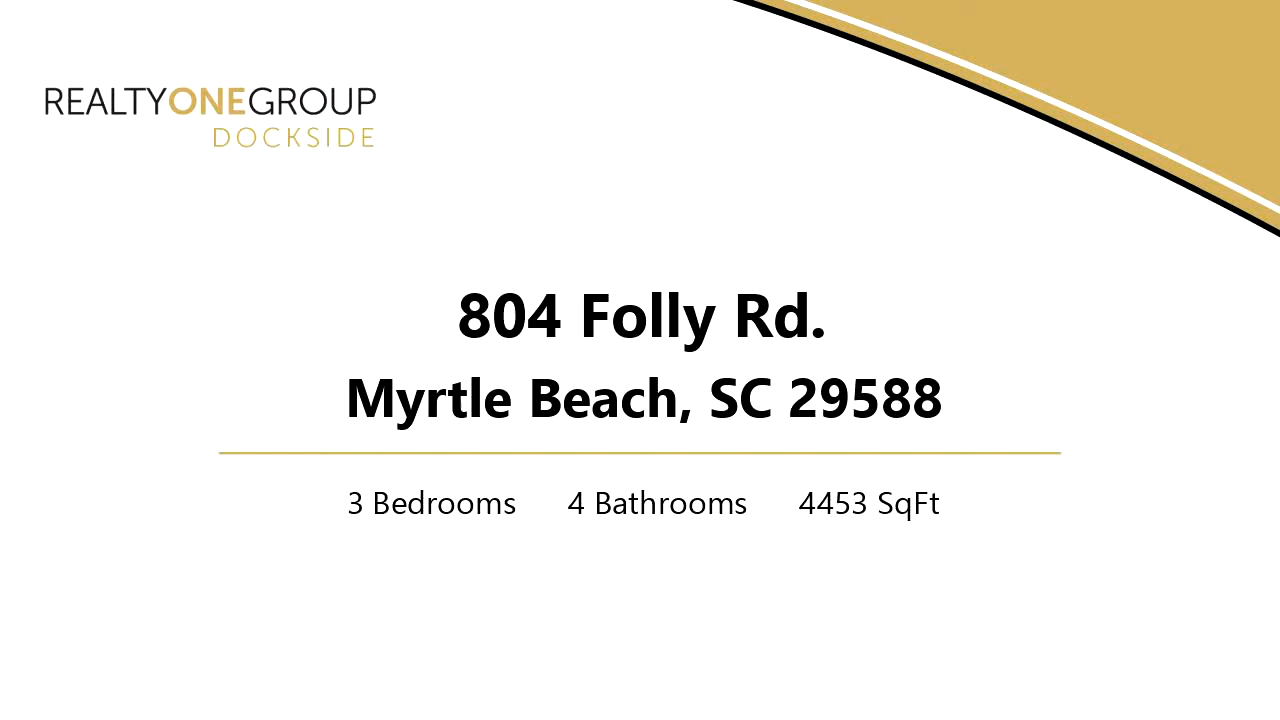 REALTYONEGROUP
DOCKSIDE
804 Folly Rd.
Myrtle Beach, SC 29588
3 Bedrooms 4 Bathrooms 4453 SqFt